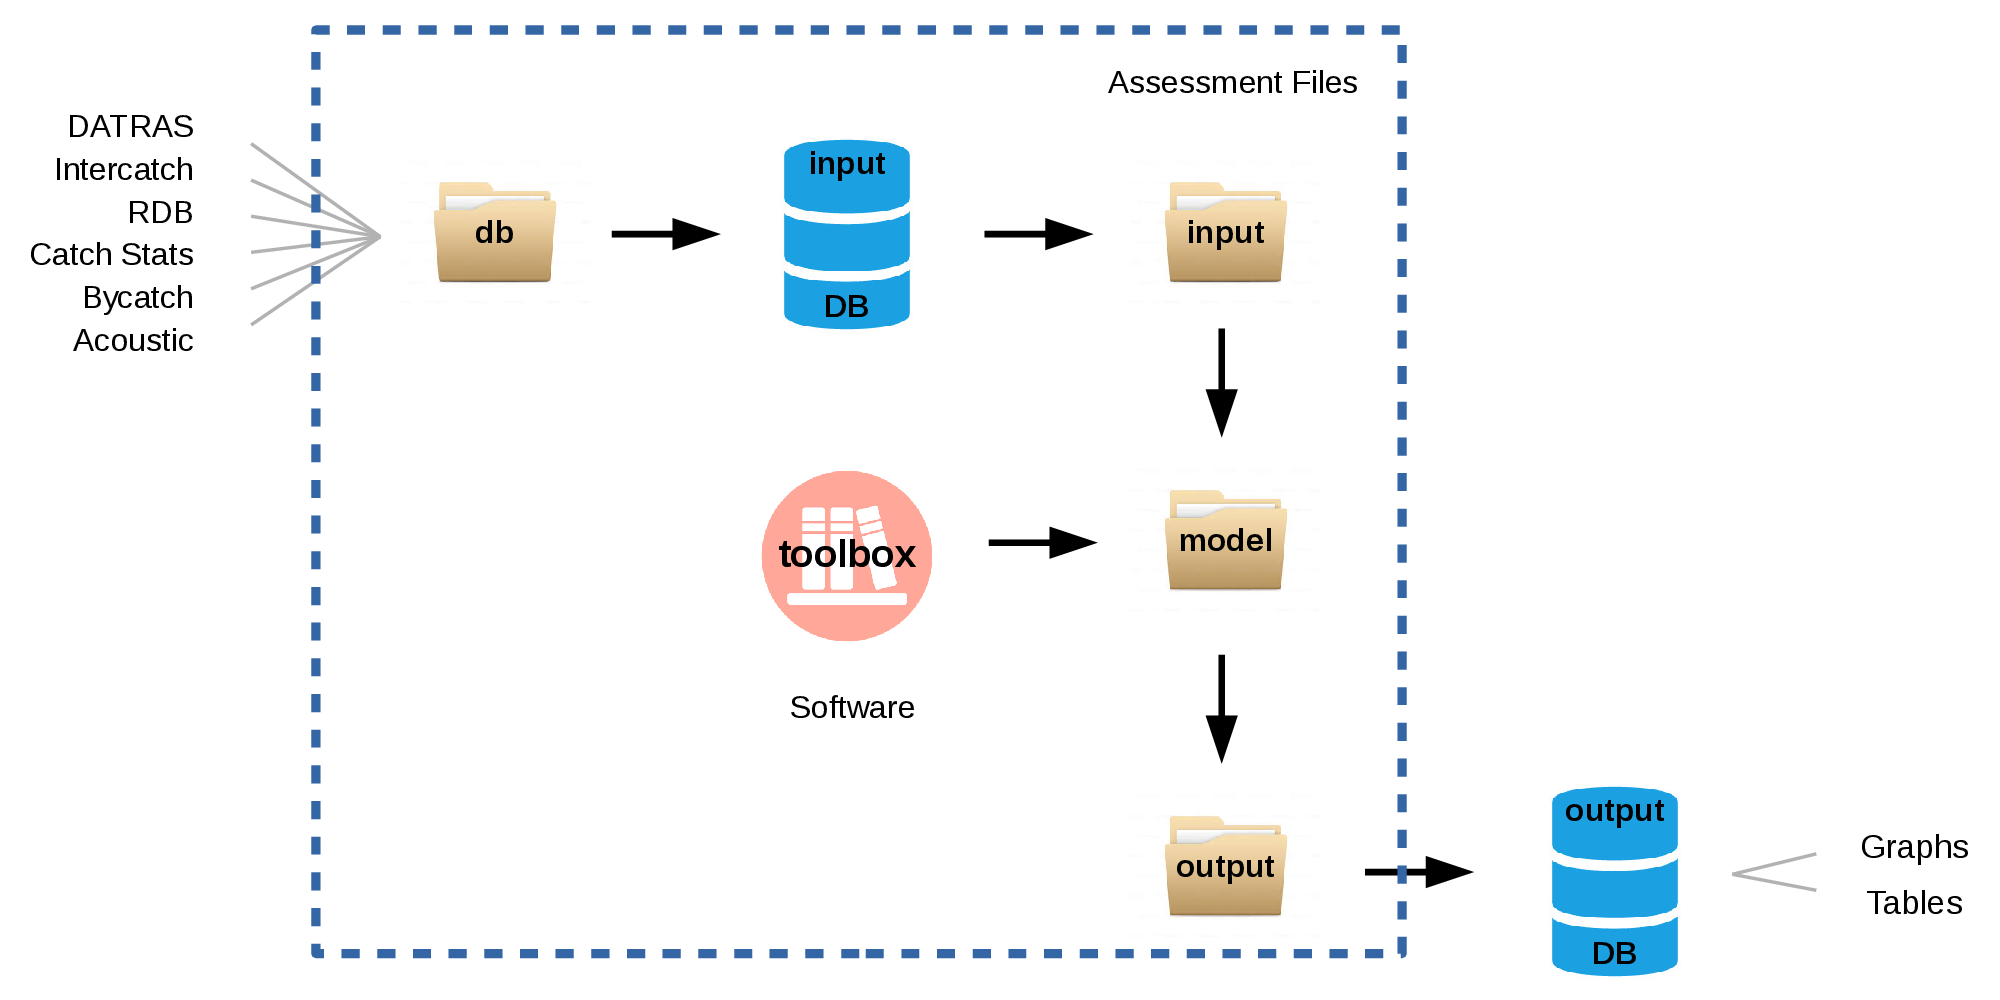 Assessment Files
DATRAS
Intercatch
RDB
Catch Stats
Bycatch
Acoustic
db
input
DB
input
toolbox
Software
model
output
output
DB
Graphs
Tables